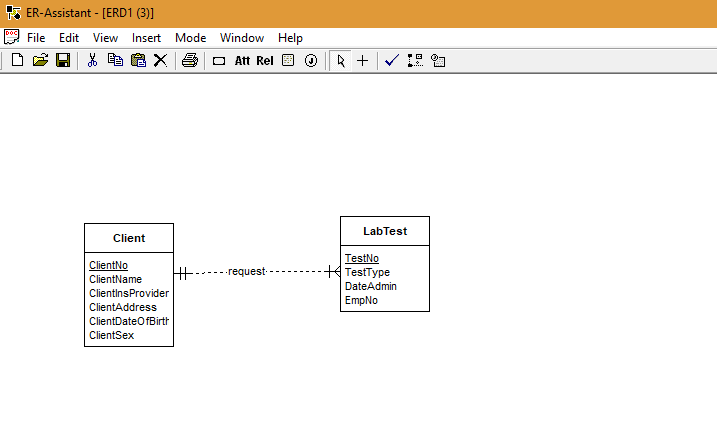 ER-Assistant - [ERD1 (3)]
DOC File Edit View Insert Mode Window Help
Att Rel J
Client
ClientNo
ClientName
ClientInsProvider
ClientAddress
ClientDateOfBirth
ClientSex
request
LabTest
TestNo
TestType
DateAdmin
EmpNo